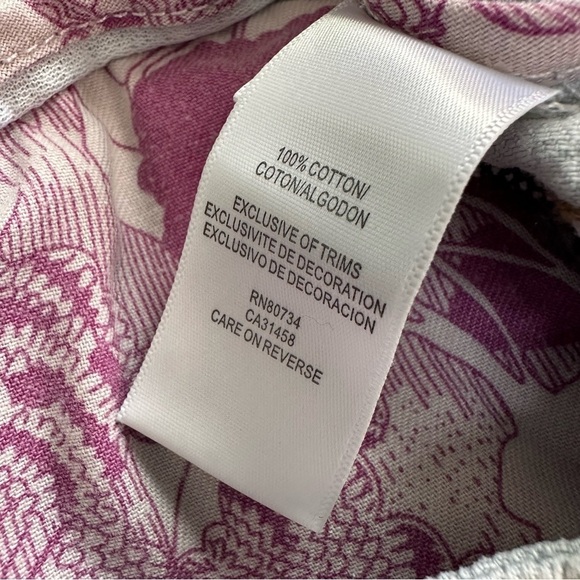 100% COTTON/
COTON/ALGODON
EXCLUSIVE OF TRIMS
EXCLUSIVITE DE DECORATION
EXCLUSIVO DE DECORACION
RN80734
CA31458
CARE ON REVERSE